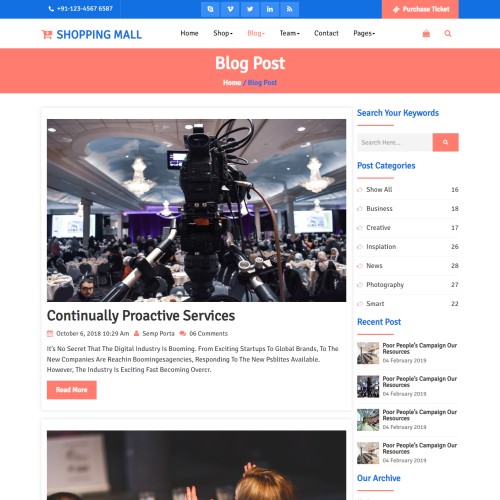 +91-123-4567 6587
Purchase Ticket
SHOPPING MALL
Home Shop Blog Team Contact Pages
Blog Post
Home / Blog Post
Search Your Keywords
Search Here...
Post Categories
Show All 16
Business 18
Creative 17
Inspiation 26
News 28
Photography 27
Smart 22
Recent Post
Poor People's Campaign Our
Resources
04 February 2019
Poor People's Campaign Our
Resources
04 February 2019
Poor People's Campaign Our
Resources
04 February 2019
Poor People's Campaign Our
Resources
04 February 2019
Our Archive
Continually Proactive Services
October 6, 2018 10:29 Am Semp Porta 06 Comments
It's No Secret That The Digital Industry Is Booming. From Exciting Startups To Global Brands, To The
New Companies Are Reachin Boomingesagencies, Responding To The New Psblites Available.
However, The Industry Is Exciting Fast Becoming Overcr.
Read More